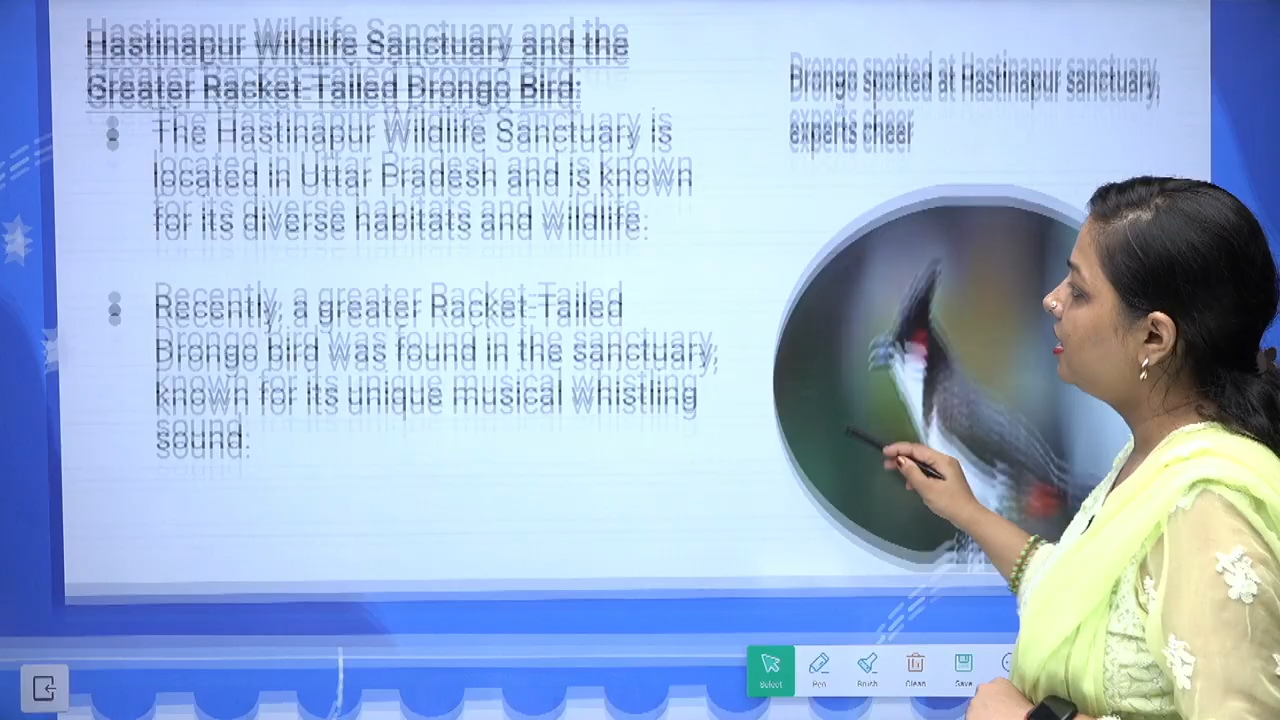 Hastinapur Wildlife Sanctuary and the
Greater Racket-Tailed Drongo Bird:
The Hastinapur Wildlife Sanctuary is
located in Uttar Pradesh and is known
for its diverse habitats and wildlife.
Recently, a greater Racket-Tailed
Drongo bird was found in the sanctuary,
known for its unique musical whistling
sound.
Drongo spotted at Hastinapur sanctuary,
experts cheer
Select
Pen
Brush
Clean
Save